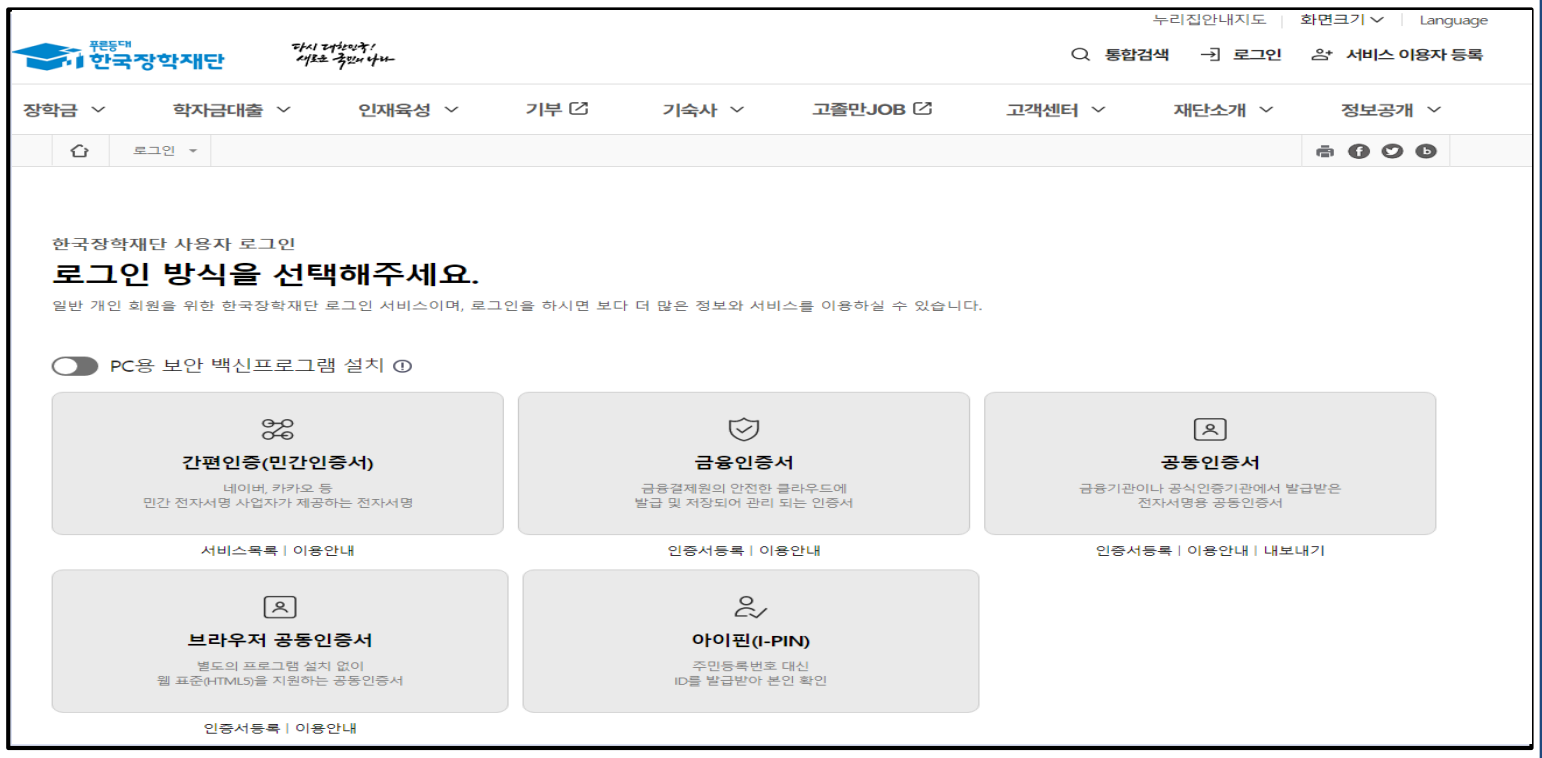 누리집안내지도 | 화면크기 | Language
푸른등대
한국장학재단
다시 대한민국!
새로운 국민의 나라
통합검색 로그인 서비스 이용자 등록
장학금 학자금대출 인재육성 기부 기숙사 고졸만JOB 고객센터 재단소개 정보공개
로그인
한국장학재단 사용자 로그인
로그인 방식을 선택해주세요.
일반 개인 회원을 위한 한국장학재단 로그인 서비스이며, 로그인을 하시면 보다 더 많은 정보와 서비스를 이용하실 수 있습니다.
PC용 보안 백신프로그램 설치
간편인증(민간인증서)
네이버, 카카오 등
민간 전자서명 사업자가 제공하는 전자서명
서비스목록 | 이용안내
금융인증서
금융결제원의 안전한 클라우드에
발급 및 저장되어 관리 되는 인증서
인증서등록 | 이용안내
공동인증서
금융기관이나 공식인증기관에서 발급받은
전자서명용 공동인증서
인증서등록 | 이용안내 | 내보내기
브라우저 공동인증서
별도의 프로그램 설치 없이
웹 표준(HTML5)을 지원하는 공동인증서
인증서등록 | 이용안내
아이핀(I-PIN)
주민등록번호 대신
ID를 발급받아 본인 확인